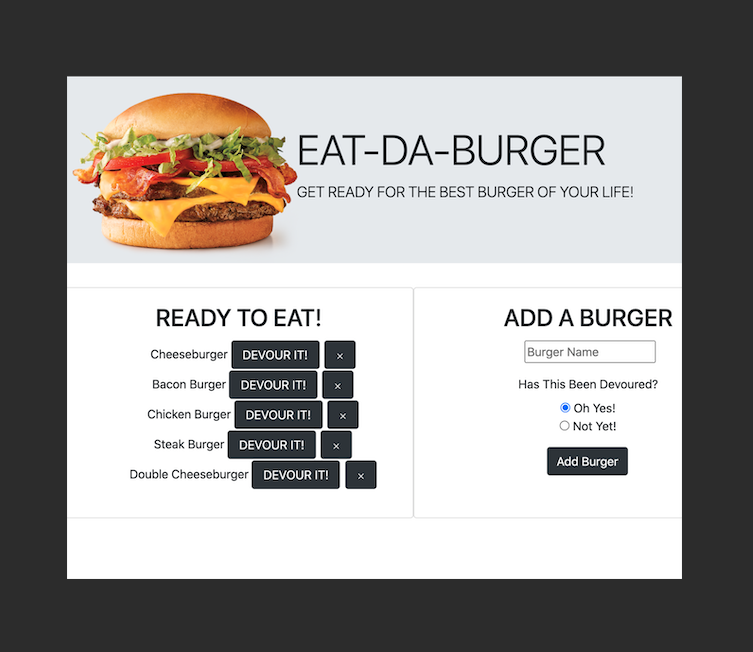 EAT-DA-BURGER
GET READY FOR THE BEST BURGER OF YOUR LIFE!
READY TO EAT!
Cheeseburger DEVOUR IT! ×
Bacon Burger DEVOUR IT! ×
Chicken Burger DEVOUR IT! ×
Steak Burger DEVOUR IT! ×
Double Cheeseburger DEVOUR IT! ×
ADD A BURGER
Burger Name
Has This Been Devoured?
Oh Yes!
Not Yet!
Add Burger